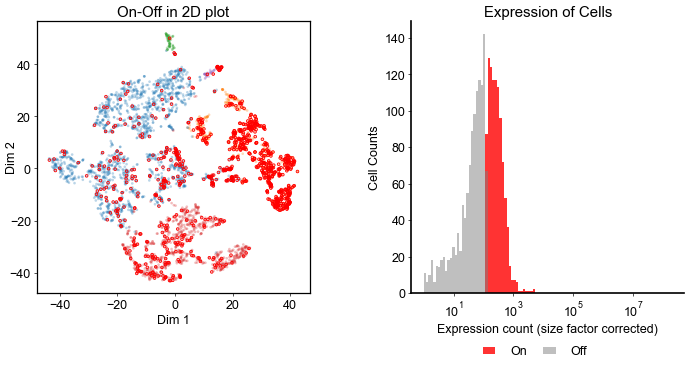 On-Off in 2D plot
Expression of Cells
40
20
0
−20
−40
Dim 2
−40 −20 0 20 40
Dim 1
140
120
100
80
60
40
20
0
Cell Counts
10^1 10^3 10^5 10^7
Expression count (size factor corrected)
On Off